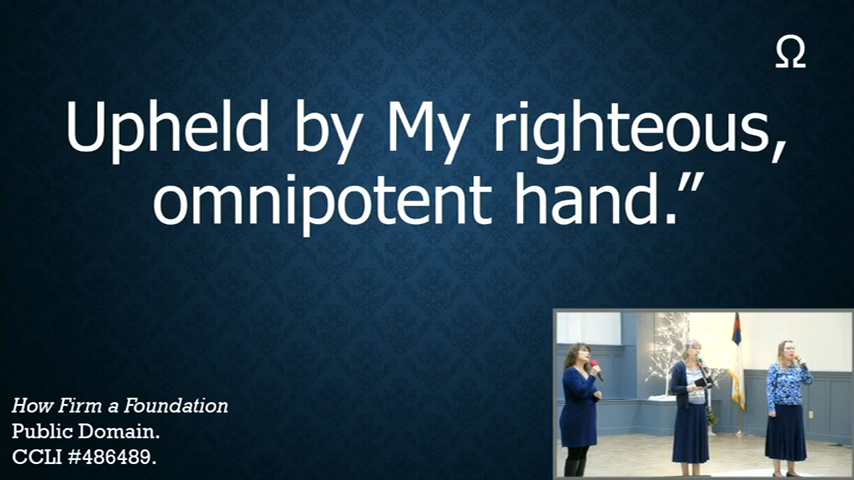 Ω
Upheld by My righteous,
omnipotent hand.”
How Firm a Foundation
Public Domain.
CCLI #486489.